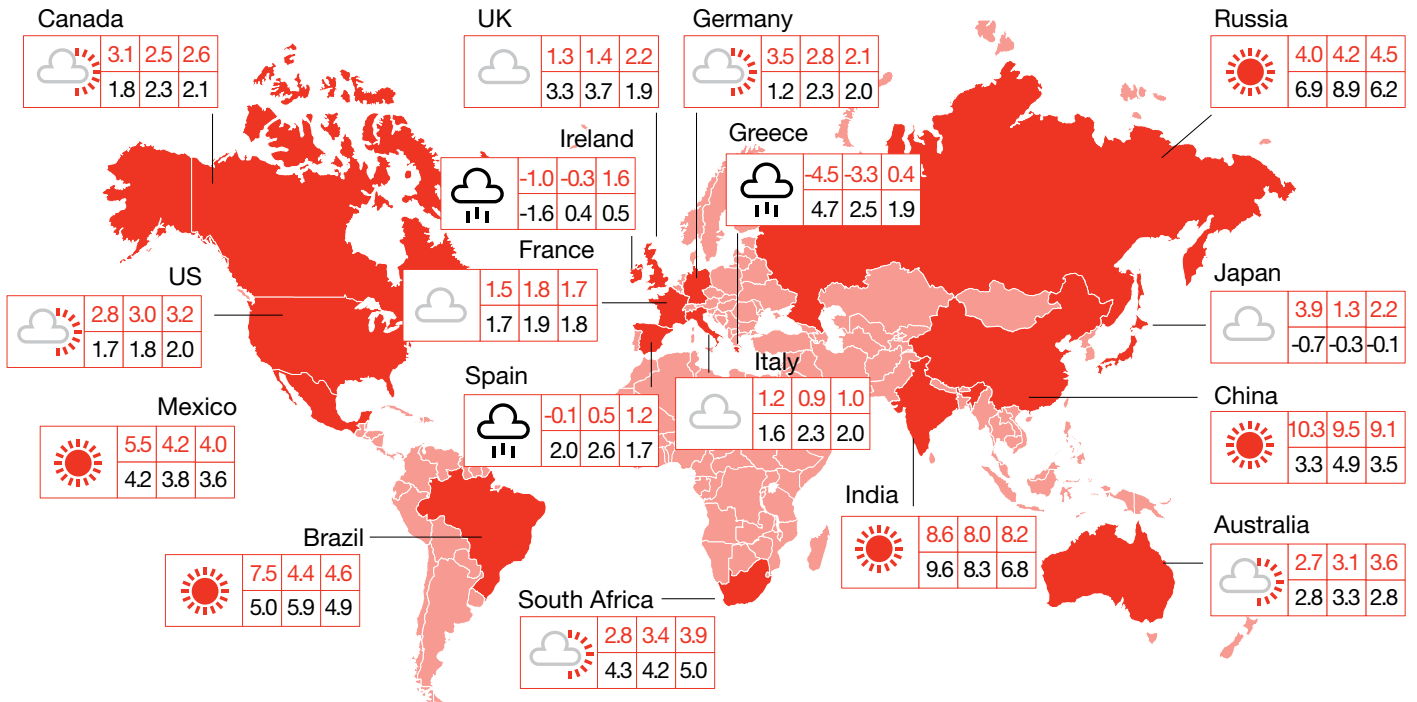 Canada
3.1 2.5 2.6
1.8 2.3 2.1
UK
1.3 1.4 2.2
3.3 3.7 1.9
Germany
3.5 2.8 2.1
1.2 2.3 2.0
Russia
4.0 4.2 4.5
6.9 8.9 6.2
Ireland
-1.0 -0.3 1.6
-1.6 0.4 0.5
Greece
-4.5 -3.3 0.4
4.7 2.5 1.9
France
1.5 1.8 1.7
1.7 1.9 1.8
US
2.8 3.0 3.2
1.7 1.8 2.0
Japan
3.9 1.3 2.2
-0.7 -0.3 -0.1
Spain
-0.1 0.5 1.2
2.0 2.6 1.7
Italy
1.2 0.9 1.0
1.6 2.3 2.0
Mexico
5.5 4.2 4.0
4.2 3.8 3.6
China
10.3 9.5 9.1
3.3 4.9 3.5
India
8.6 8.0 8.2
9.6 8.3 6.8
Australia
2.7 3.1 3.6
2.8 3.3 2.8
Brazil
7.5 4.4 4.6
5.0 5.9 4.9
South Africa
2.8 3.4 3.9
4.3 4.2 5.0